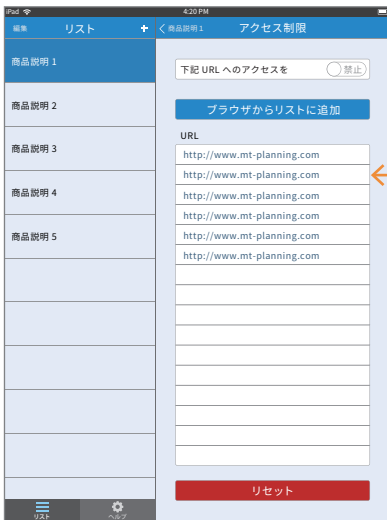 iPad 4:20 PM
編集 リスト + く商品説明1 アクセス制限
商品説明 1
商品説明 2
商品説明 3
商品説明 4
商品説明 5
下記 URL へのアクセスを 禁止
ブラウザからリストに追加
URL
http://www.mt-planning.com
http://www.mt-planning.com
http://www.mt-planning.com
http://www.mt-planning.com
http://www.mt-planning.com
http://www.mt-planning.com
リセット
リスト ヘルプ